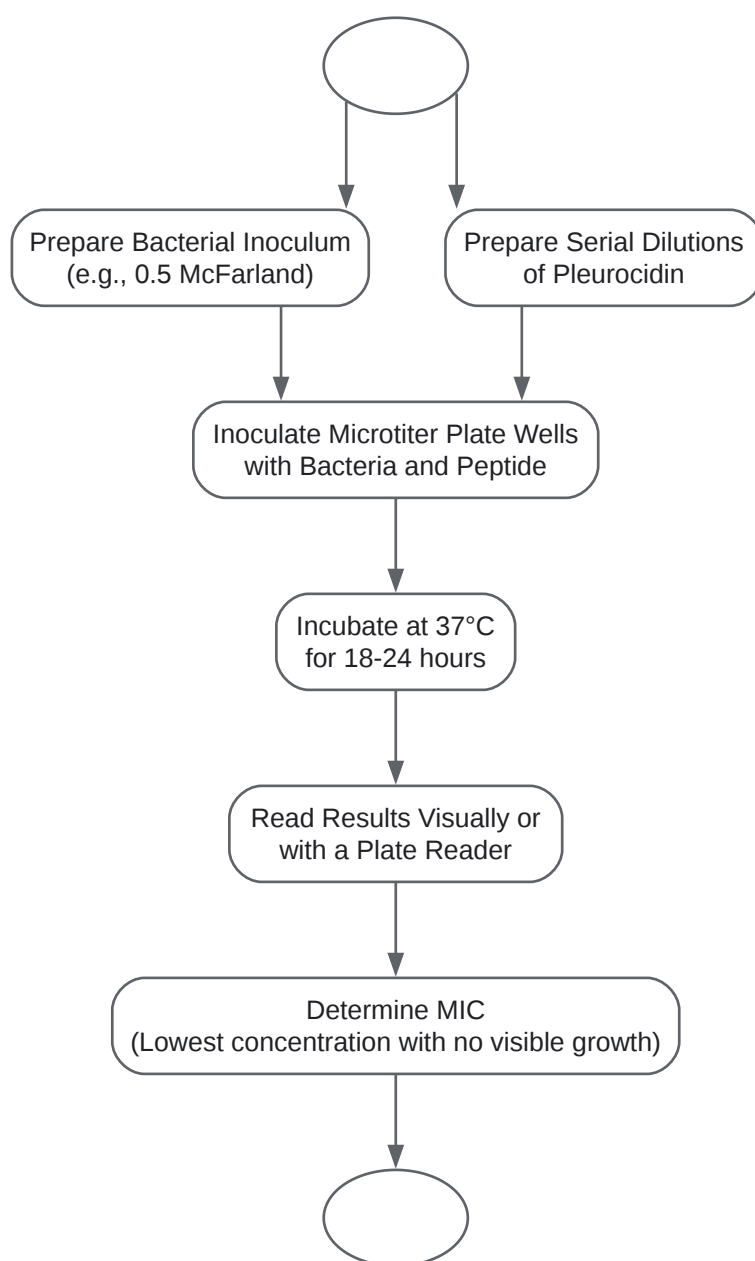 Prepare Bacterial Inoculum
(e.g., 0.5 McFarland)
Prepare Serial Dilutions
of Pleurocidin
Inoculate Microtiter Plate Wells
with Bacteria and Peptide
Incubate at 37°C
for 18-24 hours
Read Results Visually or
with a Plate Reader
Determine MIC
(Lowest concentration with no visible growth)